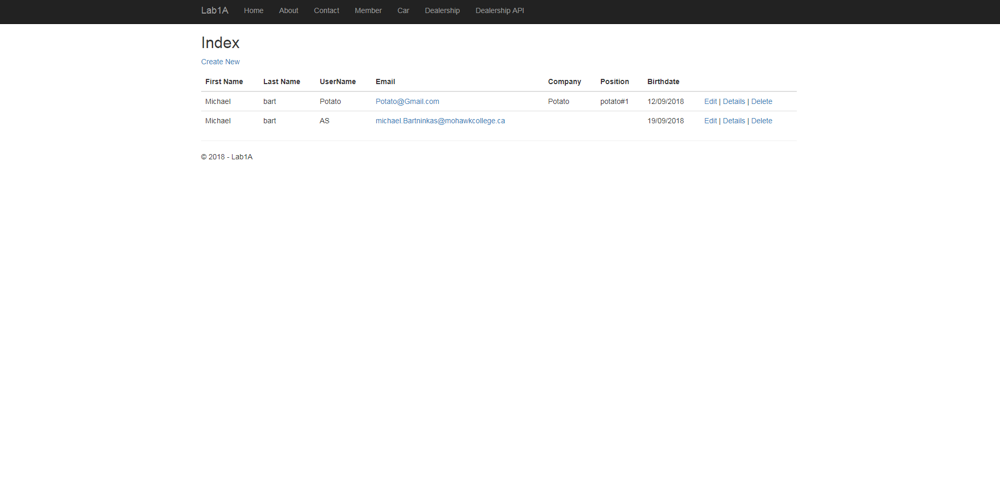 Lab1A Home About Contact Member Car Dealership Dealership API
Index
Create New
First Name Last Name UserName Email Company Position Birthdate
Michael bart Potato Potato@Gmail.com Potato potato#1 12/09/2018 Edit | Details | Delete
Michael bart AS michael.Bartninkas@mohawkcollege.ca 19/09/2018 Edit | Details | Delete
© 2018 - Lab1A